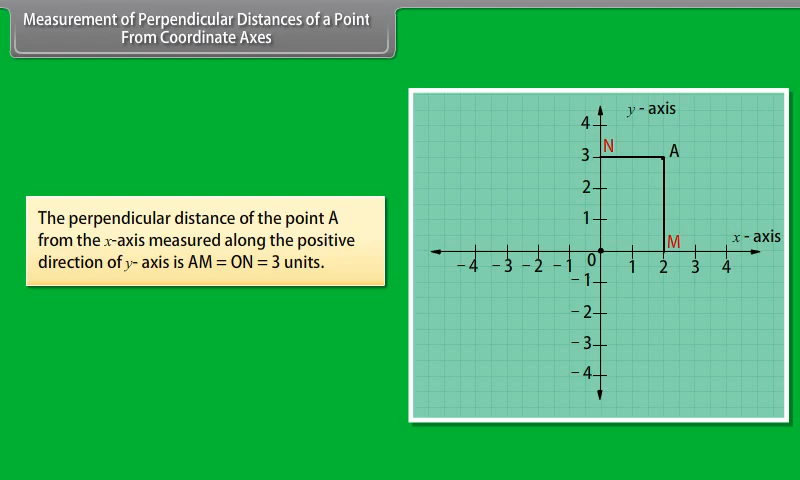 Measurement of Perpendicular Distances of a Point
From Coordinate Axes
The perpendicular distance of the point A
from the x-axis measured along the positive
direction of y- axis is AM = ON = 3 units.
y - axis
4
N
A
3
2
1
M
x - axis
0
– 4 – 3 – 2 – 1 1 2 3 4
– 1
– 2
– 3
– 4